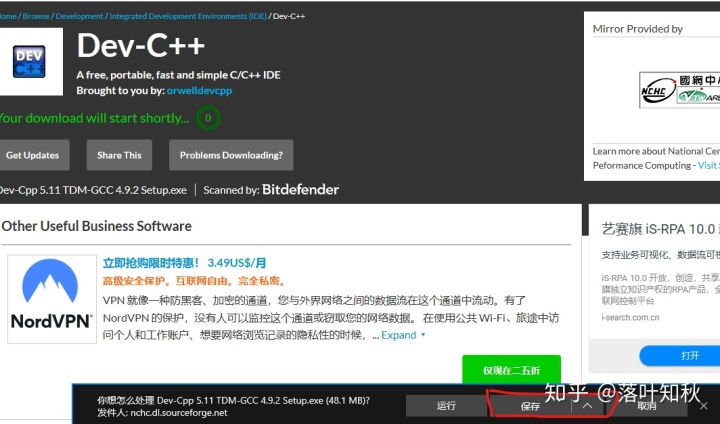 Home / Browse / Development / Integrated Development Environments (IDE) / Dev-C++
DEV
C++
Dev-C++
A free, portable, fast and simple C/C++ IDE
Brought to you by: orwelldevcpp
Your download will start shortly... 0
Get Updates
Share This
Problems Downloading?
Dev-Cpp 5.11 TDM-GCC 4.9.2 Setup.exe | Scanned by: Bitdefender
Mirror Provided by
NCHC
國網中
Learn more about National Cen
Peformance Computing - Visit S
Other Useful Business Software
NordVPN
立即抢购限时特惠！ 3.49US$/月
高级安全保护。互联网自由。完全私密。
VPN 就像一种防黑客、加密的通道，您与外界网络之间的数据流在这个通道中流动。有了
NordVPN 的保护，没有人可以监控这个通道或窃取您的网络数据。 在使用公共 Wi-Fi、旅途中访
问个人和工作账户、想要网络浏览记录的隐私性的时候，... Expand
仅现在二五折
艺赛旗 iS-RPA 10.0
支持业务可视化、数据流可视
iS-RPA 10.0 开放，创造，共享
旗独立知识产权的RPA产品，全
联网控制平台
i-search.com.cn
打开
你想怎么处理 Dev-Cpp 5.11 TDM-GCC 4.9.2 Setup.exe (48.1 MB)?
发件人: nchc.dl.sourceforge.net
运行
保存
取消
知乎 @落叶知秋